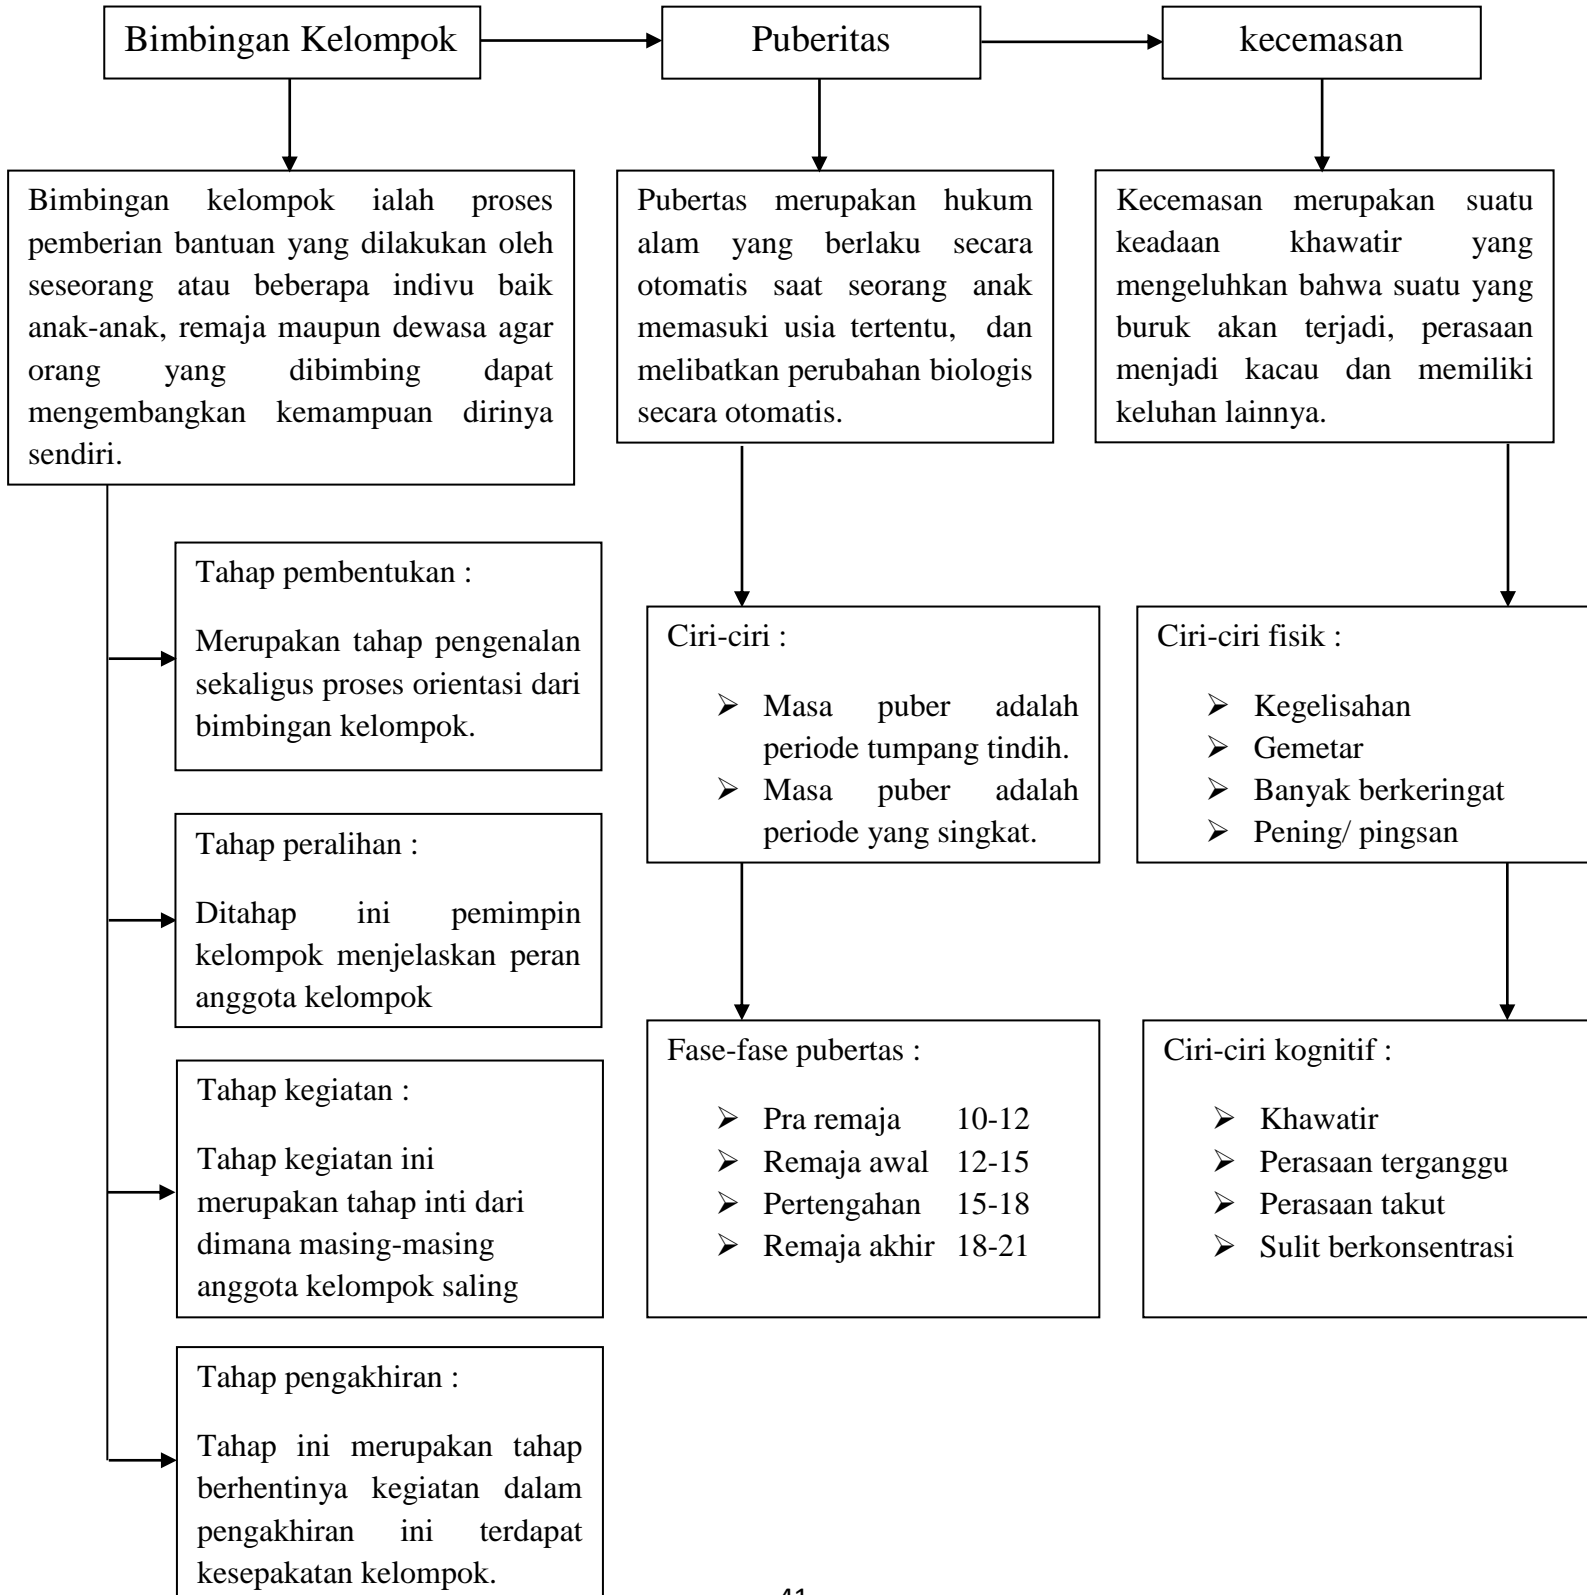 Bimbingan Kelompok
Puberitas
kecemasan
Bimbingan kelompok ialah proses
pemberian bantuan yang dilakukan oleh
seseorang atau beberapa indivu baik
anak-anak, remaja maupun dewasa agar
orang yang dibimbing dapat
mengembangkan kemampuan dirinya
sendiri.
Pubertas merupakan hukum
alam yang berlaku secara
otomatis saat seorang anak
memasuki usia tertentu, dan
melibatkan perubahan biologis
secara otomatis.
Kecemasan merupakan suatu
keadaan khawatir yang
mengeluhkan bahwa suatu yang
buruk akan terjadi, perasaan
menjadi kacau dan memiliki
keluhan lainnya.
Tahap pembentukan :
Merupakan tahap pengenalan
sekaligus proses orientasi dari
bimbingan kelompok.
Tahap peralihan :
Ditahap ini pemimpin
kelompok menjelaskan peran
anggota kelompok
Tahap kegiatan :
Tahap kegiatan ini
merupakan tahap inti dari
dimana masing-masing
anggota kelompok saling
Tahap pengakhiran :
Tahap ini merupakan tahap
berhentinya kegiatan dalam
pengakhiran ini terdapat
kesepakatan kelompok.
Ciri-ciri :
➢ Masa puber adalah
periode tumpang tindih.
➢ Masa puber adalah
periode yang singkat.
Fase-fase pubertas :
➢ Pra remaja 10-12
➢ Remaja awal 12-15
➢ Pertengahan 15-18
➢ Remaja akhir 18-21
Ciri-ciri fisik :
➢ Kegelisahan
➢ Gemetar
➢ Banyak berkeringat
➢ Pening/ pingsan
Ciri-ciri kognitif :
➢ Khawatir
➢ Perasaan terganggu
➢ Perasaan takut
➢ Sulit berkonsentrasi
41